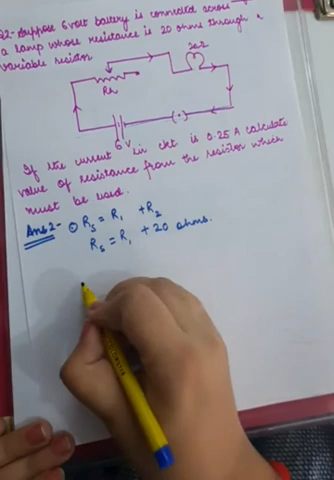 Q2- Suppose 6 volt battery is connected across
a lamp whose resistance is 20 ohms through a
variable resistor
Rh
6 V
If the current in ckt is 0.25 A calculate
value of resistance from the resistor which
must be used.
Ans2- ① Rs = R1 + R2
Rs = R1 + 20 ohms.